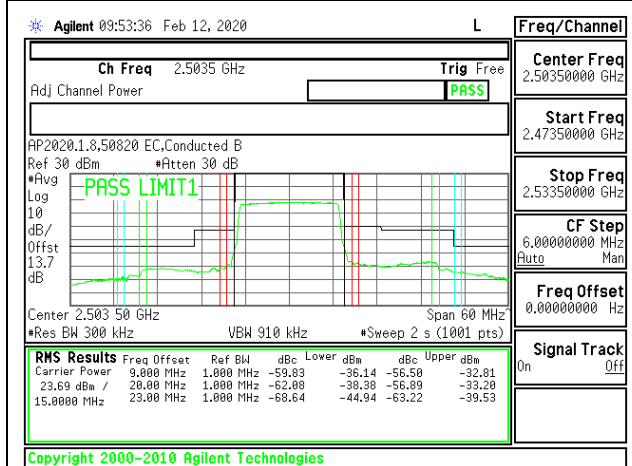 Agilent 09:53:36 Feb 12, 2020 L
Freq/Channel
Ch Freq 2.5035 GHz Trig Free
Adj Channel Power PASS
AP2020.1.8,50820 EC,Conducted B
Ref 30 dBm #Atten 30 dB
#Avg
Log
10
dB/
Offst
13.7
dB
PASS LIMIT1
Center 2.503 50 GHz Span 60 MHz^
#Res BW 300 kHz VBW 910 kHz #Sweep 2 s (1001 pts)
RMS Results Freq Offset Ref BW dBc Lower dBm dBc Upper dBm
Carrier Power 9.000 MHz 1.000 MHz -59.83 -36.14 -56.50 -32.81
23.69 dBm / 20.00 MHz 1.000 MHz -62.08 -38.38 -56.89 -33.20
15.0000 MHz 23.00 MHz 1.000 MHz -68.64 -44.94 -63.22 -39.53
Copyright 2000-2010 Agilent Technologies
Center Freq
2.50350000 GHz
Start Freq
2.47350000 GHz
Stop Freq
2.53350000 GHz
CF Step
6.00000000 MHz
Auto Man
Freq Offset
0.00000000 Hz
Signal Track
On Off